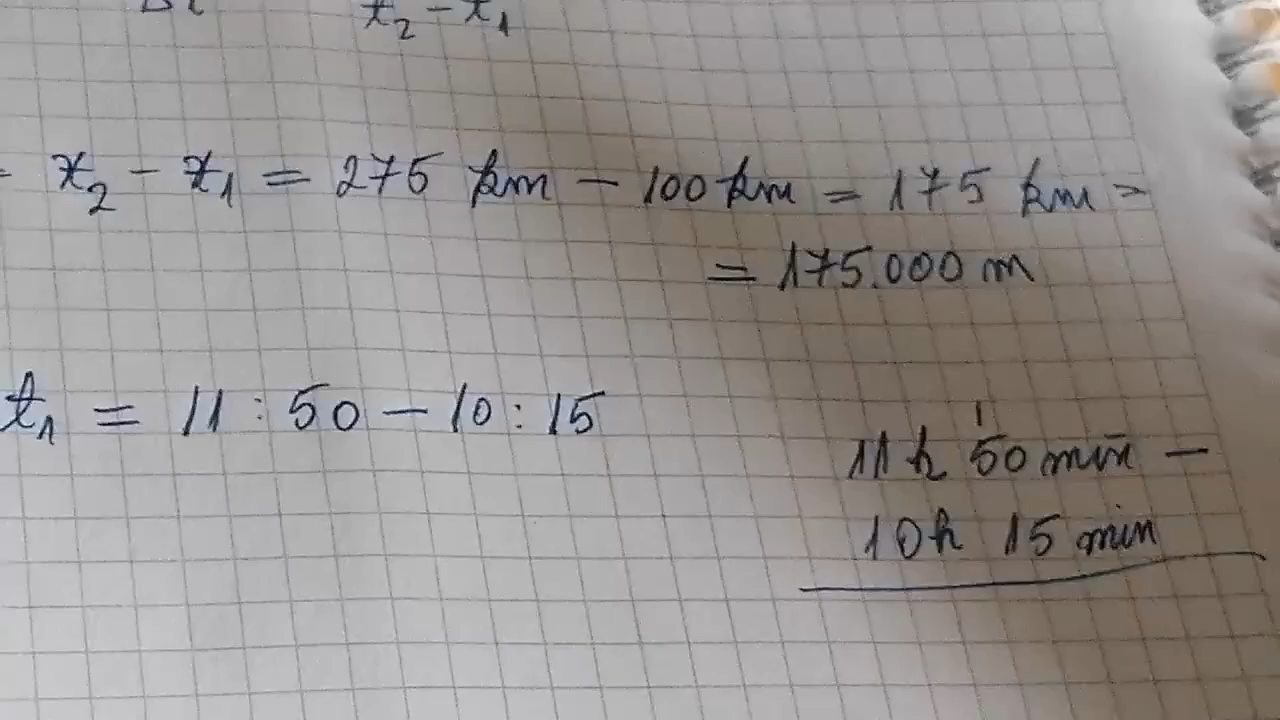 x₂ - x₁
- x₂ - x₁ = 275 km - 100 km = 175 km =
= 175.000 m
t₁ = 11 : 50 - 10 : 15
1
11 h 50 min -
10 h 15 min